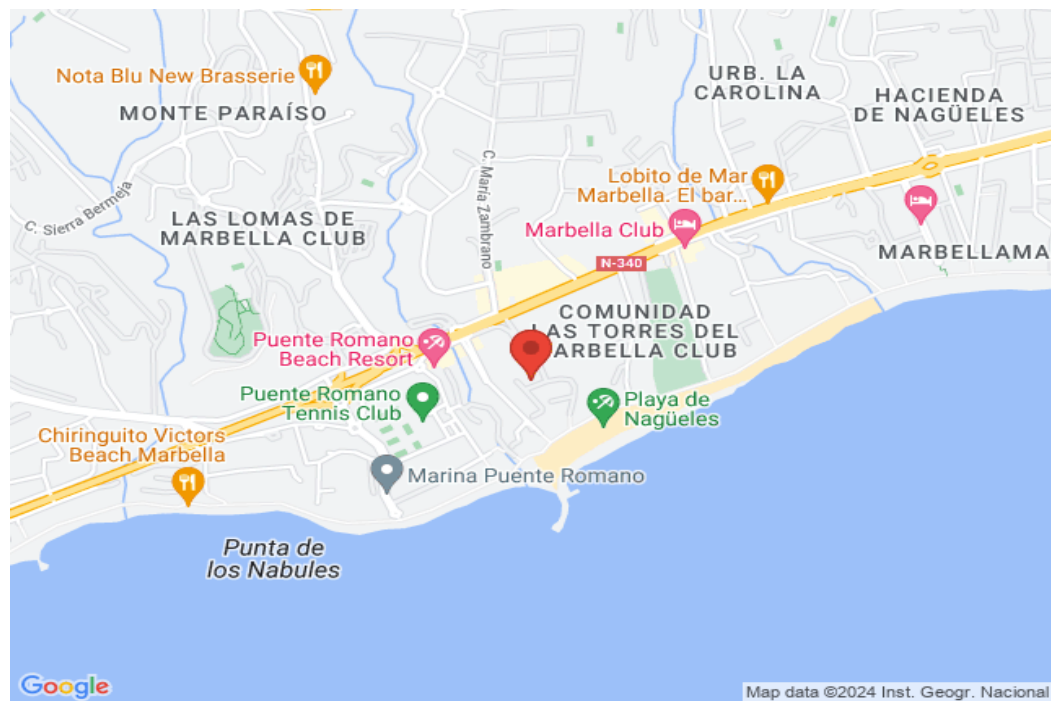 Nota Blu New Brasserie
MONTE PARAÍSO
URB. LA
CAROLINA
HACIENDA
DE NAGÜELES
C. Sierra Bermeja
C. María Zambrano
Lobito de Mar
Marbella. El bar...
LAS LOMAS DE
MARBELLA CLUB
Marbella Club
MARBELLAMA
N-340
COMUNIDAD
LAS TORRES DEL
MARBELLA CLUB
Puente Romano
Beach Resort
Puente Romano
Tennis Club
Playa de
Nagüeles
Chiringuito Victors
Beach Marbella
Marina Puente Romano
Punta de
los Nabules
Google
Map data ©2024 Inst. Geogr. Nacional